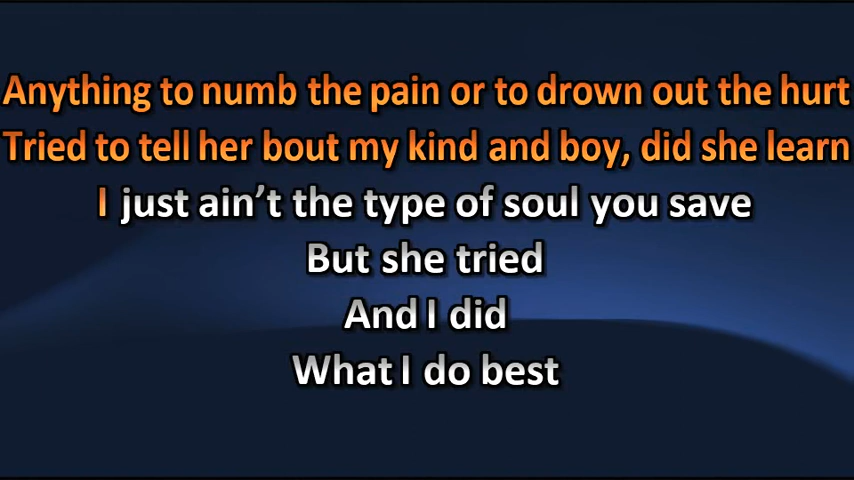 Anything to numb the pain or to drown out the hurt
Tried to tell her bout my kind and boy, did she learn
I just ain't the type of soul you save
But she tried
And I did
What I do best